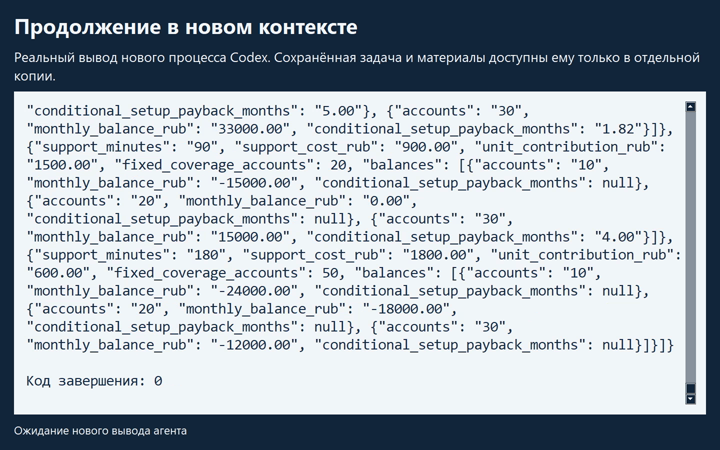 Продолжение в новом контексте
Реальный вывод нового процесса Codex. Сохранённая задача и материалы доступны ему только в отдельной
копии.
"conditional_setup_payback_months": "5.00"}, {"accounts": "30",
"monthly_balance_rub": "33000.00", "conditional_setup_payback_months": "1.82"}]},
{"support_minutes": "90", "support_cost_rub": "900.00", "unit_contribution_rub":
"1500.00", "fixed_coverage_accounts": 20, "balances": [{"accounts": "10",
"monthly_balance_rub": "-15000.00", "conditional_setup_payback_months": null},
{"accounts": "20", "monthly_balance_rub": "0.00",
"conditional_setup_payback_months": null}, {"accounts": "30",
"monthly_balance_rub": "15000.00", "conditional_setup_payback_months": "4.00"}]},
{"support_minutes": "180", "support_cost_rub": "1800.00", "unit_contribution_rub":
"600.00", "fixed_coverage_accounts": 50, "balances": [{"accounts": "10",
"monthly_balance_rub": "-24000.00", "conditional_setup_payback_months": null},
{"accounts": "20", "monthly_balance_rub": "-18000.00",
"conditional_setup_payback_months": null}, {"accounts": "30",
"monthly_balance_rub": "-12000.00", "conditional_setup_payback_months": null}]}]}
Код завершения: 0
Ожидание нового вывода агента